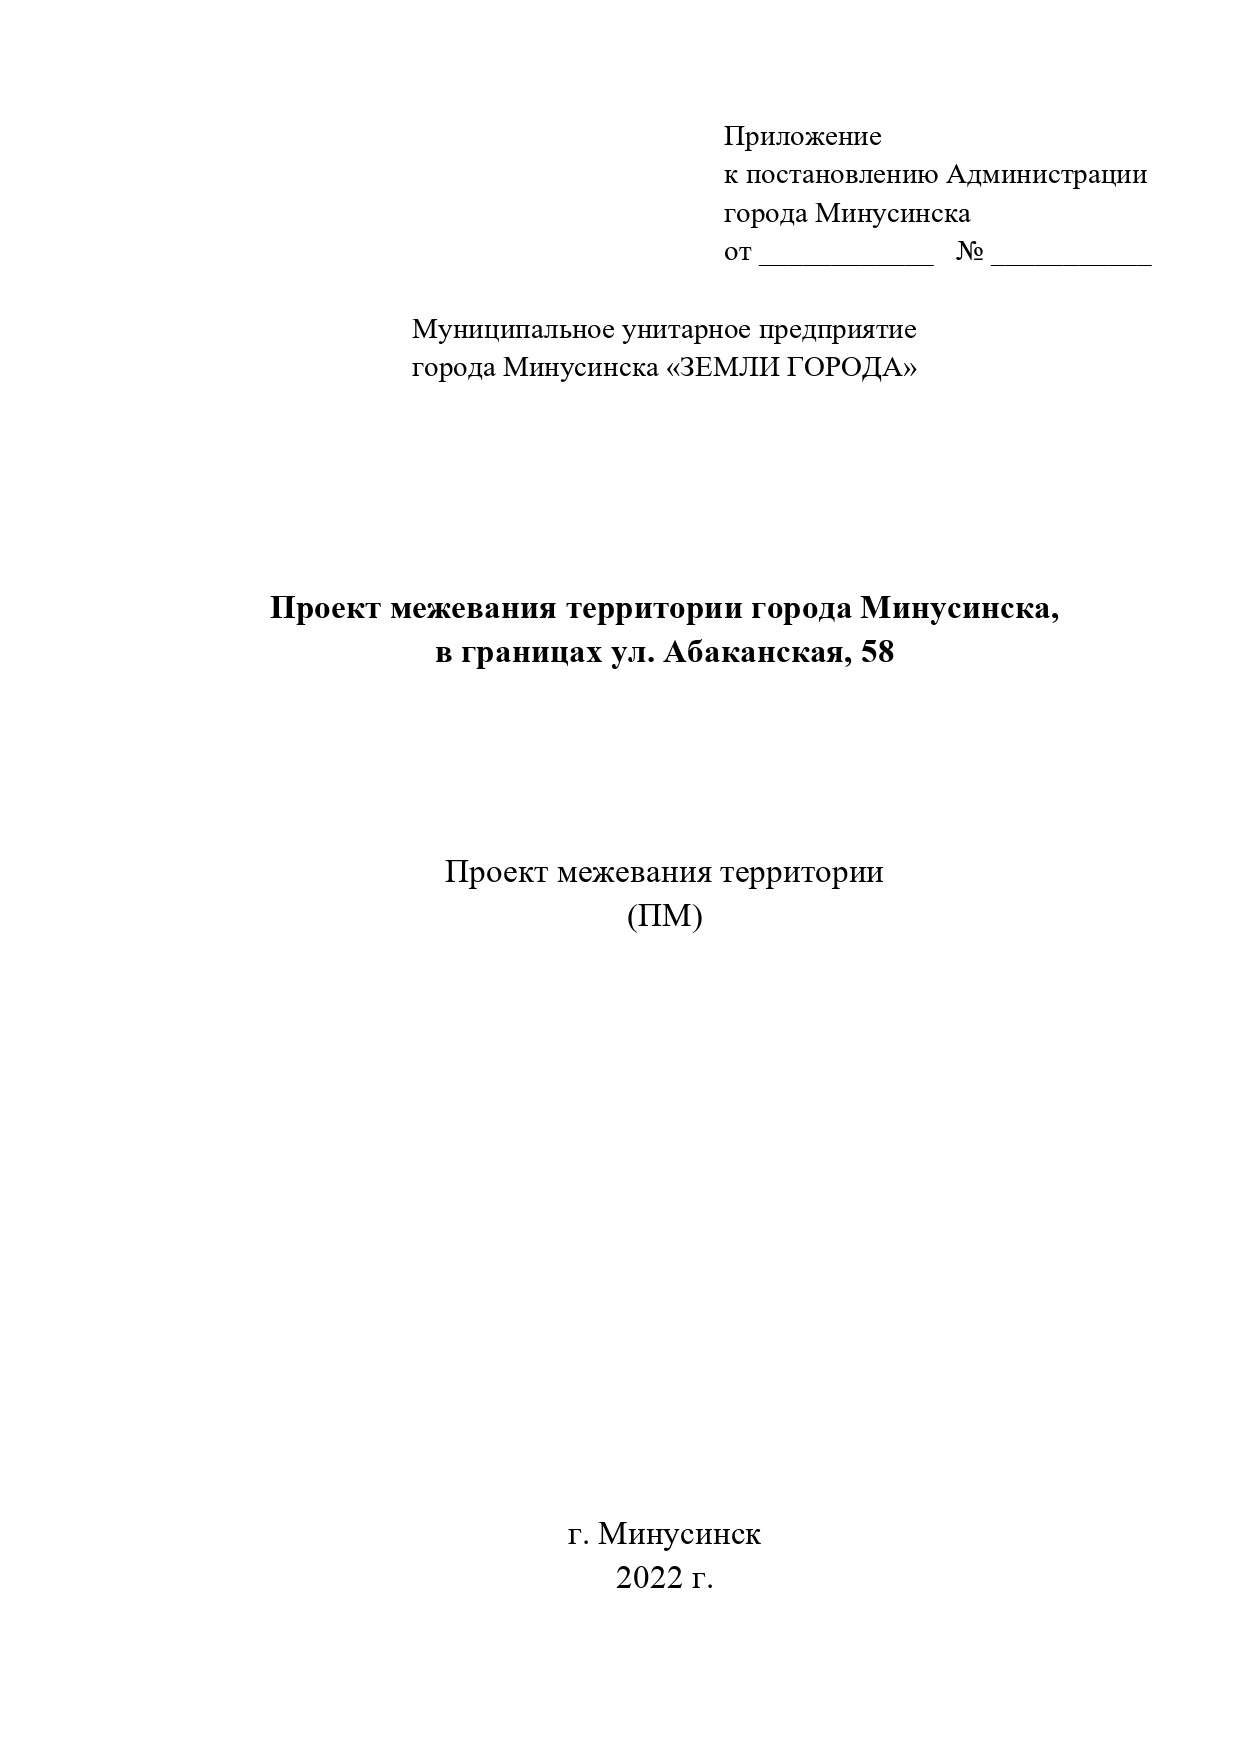 Приложение
к постановлению Администрации
города Минусинска
от ____________ № ___________
Муниципальное унитарное предприятие
города Минусинска «ЗЕМЛИ ГОРОДА»
Проект межевания территории города Минусинска,
в границах ул. Абаканская, 58
Проект межевания территории
(ПМ)
г. Минусинск
2022 г.